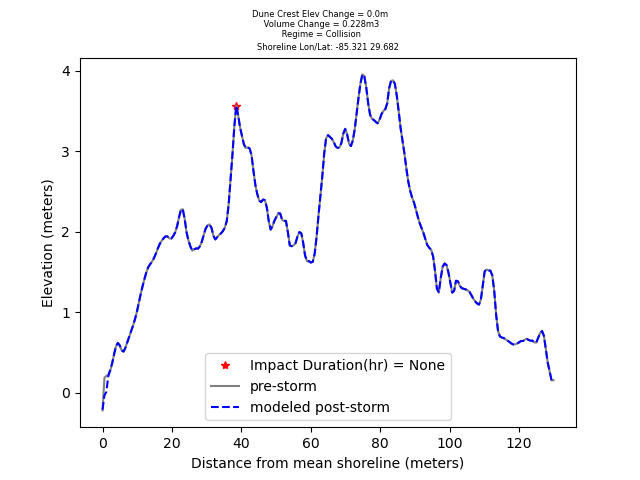 Dune Crest Elev Change = 0.0m
Volume Change = 0.228m3
Regime = Collision
Shoreline Lon/Lat: -85.321 29.682
4
3
2
1
0
Elevation (meters)
Impact Duration(hr) = None
pre-storm
modeled post-storm
0 20 40 60 80 100 120
Distance from mean shoreline (meters)